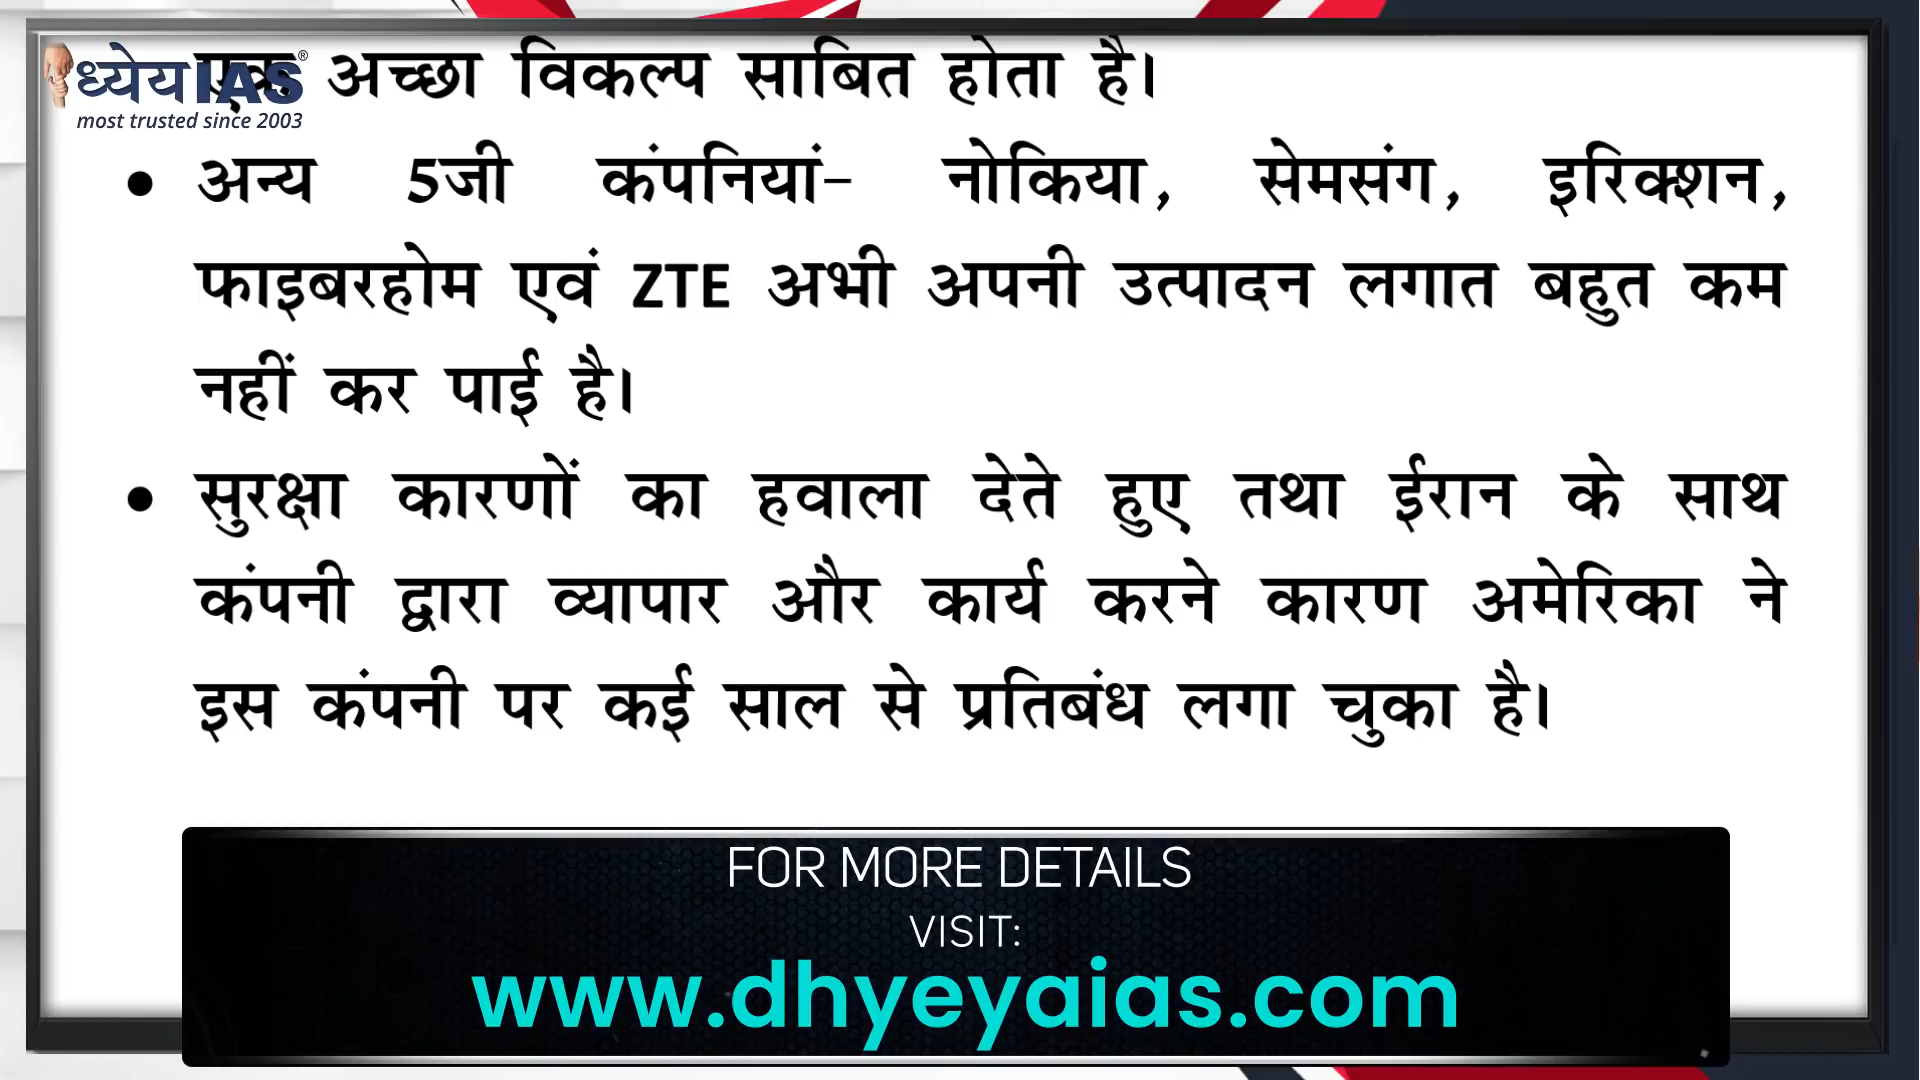 ध्येयIAS®
most trusted since 2003
एक अच्छा विकल्प साबित होता है।
• अन्य 5जी कंपनियां– नोकिया, सेमसंग, इरिक्शन,
फाइबरहोम एवं ZTE अभी अपनी उत्पादन लगात बहुत कम
नहीं कर पाई है।
• सुरक्षा कारणों का हवाला देते हुए तथा ईरान के साथ
कंपनी द्वारा व्यापार और कार्य करने कारण अमेरिका ने
इस कंपनी पर कई साल से प्रतिबंध लगा चुका है।
FOR MORE DETAILS
VISIT:
www.dhyeyaias.com